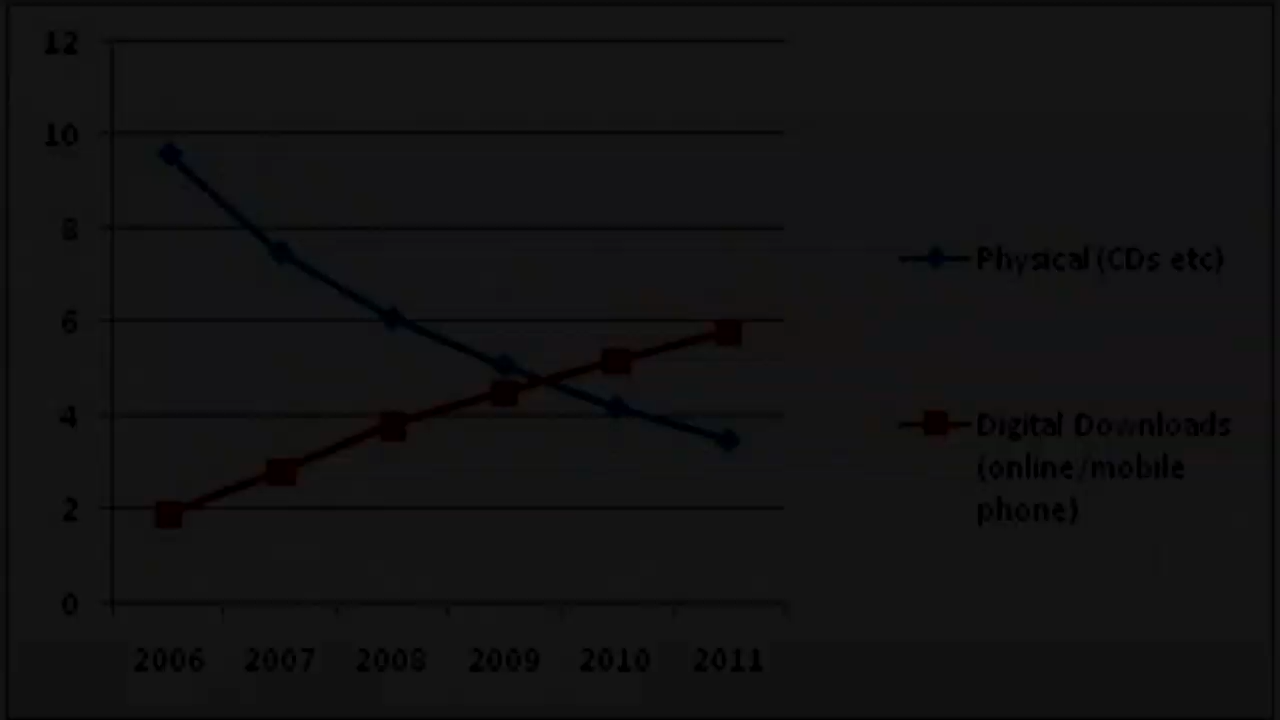 12
10
8
6
4
2
0
2006 2007 2008 2009 2010 2011
Physical (CDs etc)
Digital Downloads
(online/mobile
phone)